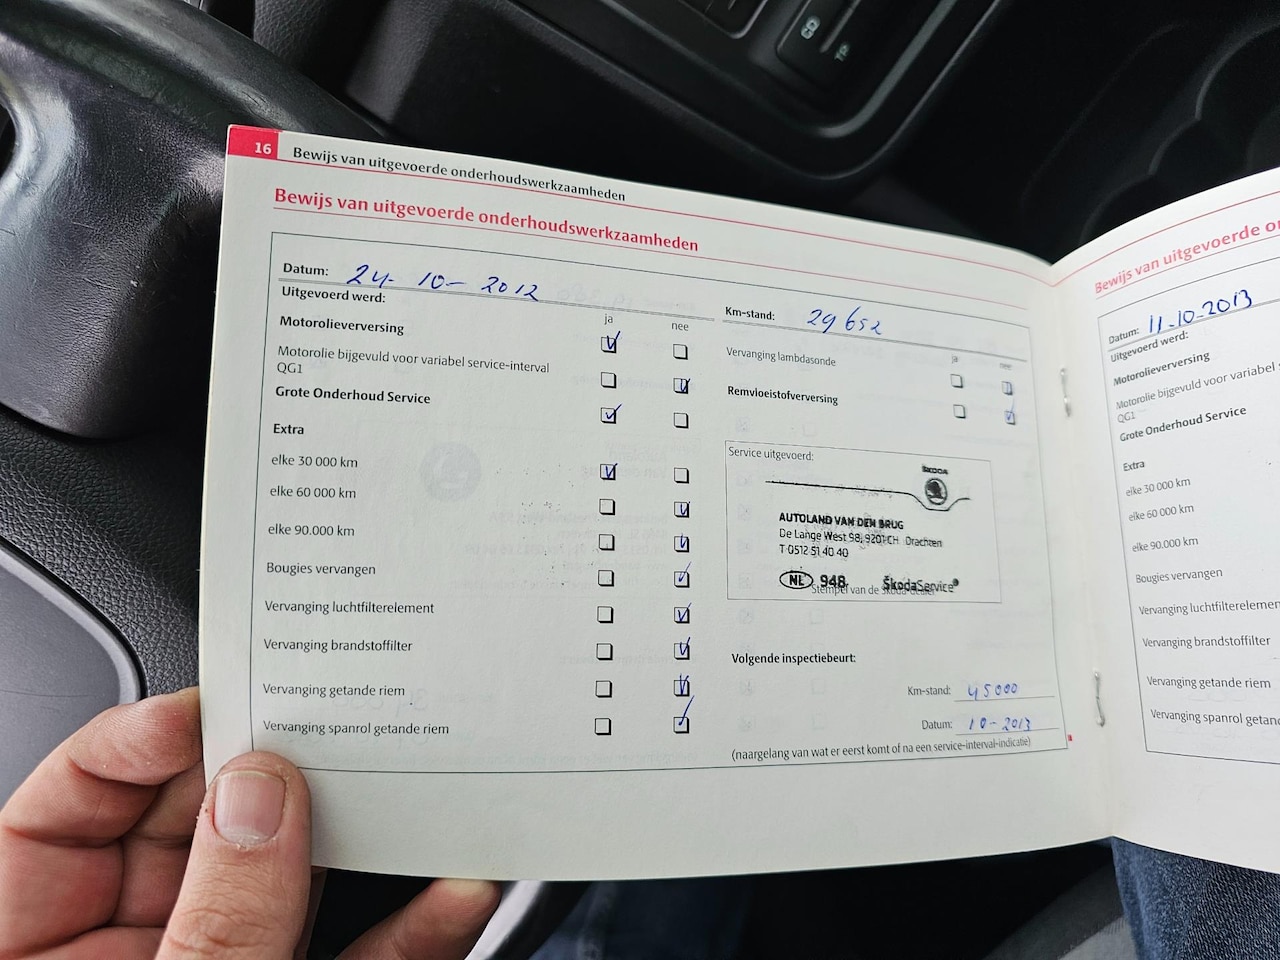 16 Bewijs van uitgevoerde onderhoudswerkzaamheden
Bewijs van uitgevoerde onderhoudswerkzaamheden
Datum: 24-10-2012
Uitgevoerd werd:
ja nee
Motorolieverversing
Motorolie bijgevuld voor variabel service-interval
QG1
Grote Onderhoud Service
Extra
elke 30 000 km
elke 60 000 km
elke 90.000 km
Bougies vervangen
Vervanging luchtfilterelement
Vervanging brandstoffilter
Vervanging getande riem
Vervanging spanrol getande riem
Km-stand: 29 652
ja nee
Vervanging lambdasonde
Remvloeistofverversing
Service uitgevoerd:
ŠKODA
AUTOLAND VAN DEN BRUG
De Lange West 98, 9201 CH Drachten
T 0512 51 40 40
NL 948 ŠkodaService
Stempel van de Škoda-dealer
Volgende inspectiebeurt:
Km-stand: 45000
Datum: 10-2013
(naargelang van wat er eerst komt of na een service-interval-indicatie)
Bewijs van uitgevoerde
Datum: 11-10-2013
Uitgevoerd werd:
Motorolieverversing
Motorolie bijgevuld voor variabel
QG1
Grote Onderhoud Service
Extra
elke 30 000 km
elke 60 000 km
elke 90.000 km
Bougies vervangen
Vervanging luchtfilterelemen
Vervanging brandstoffilter
Vervanging getande riem
Vervanging spanrol getand
TP